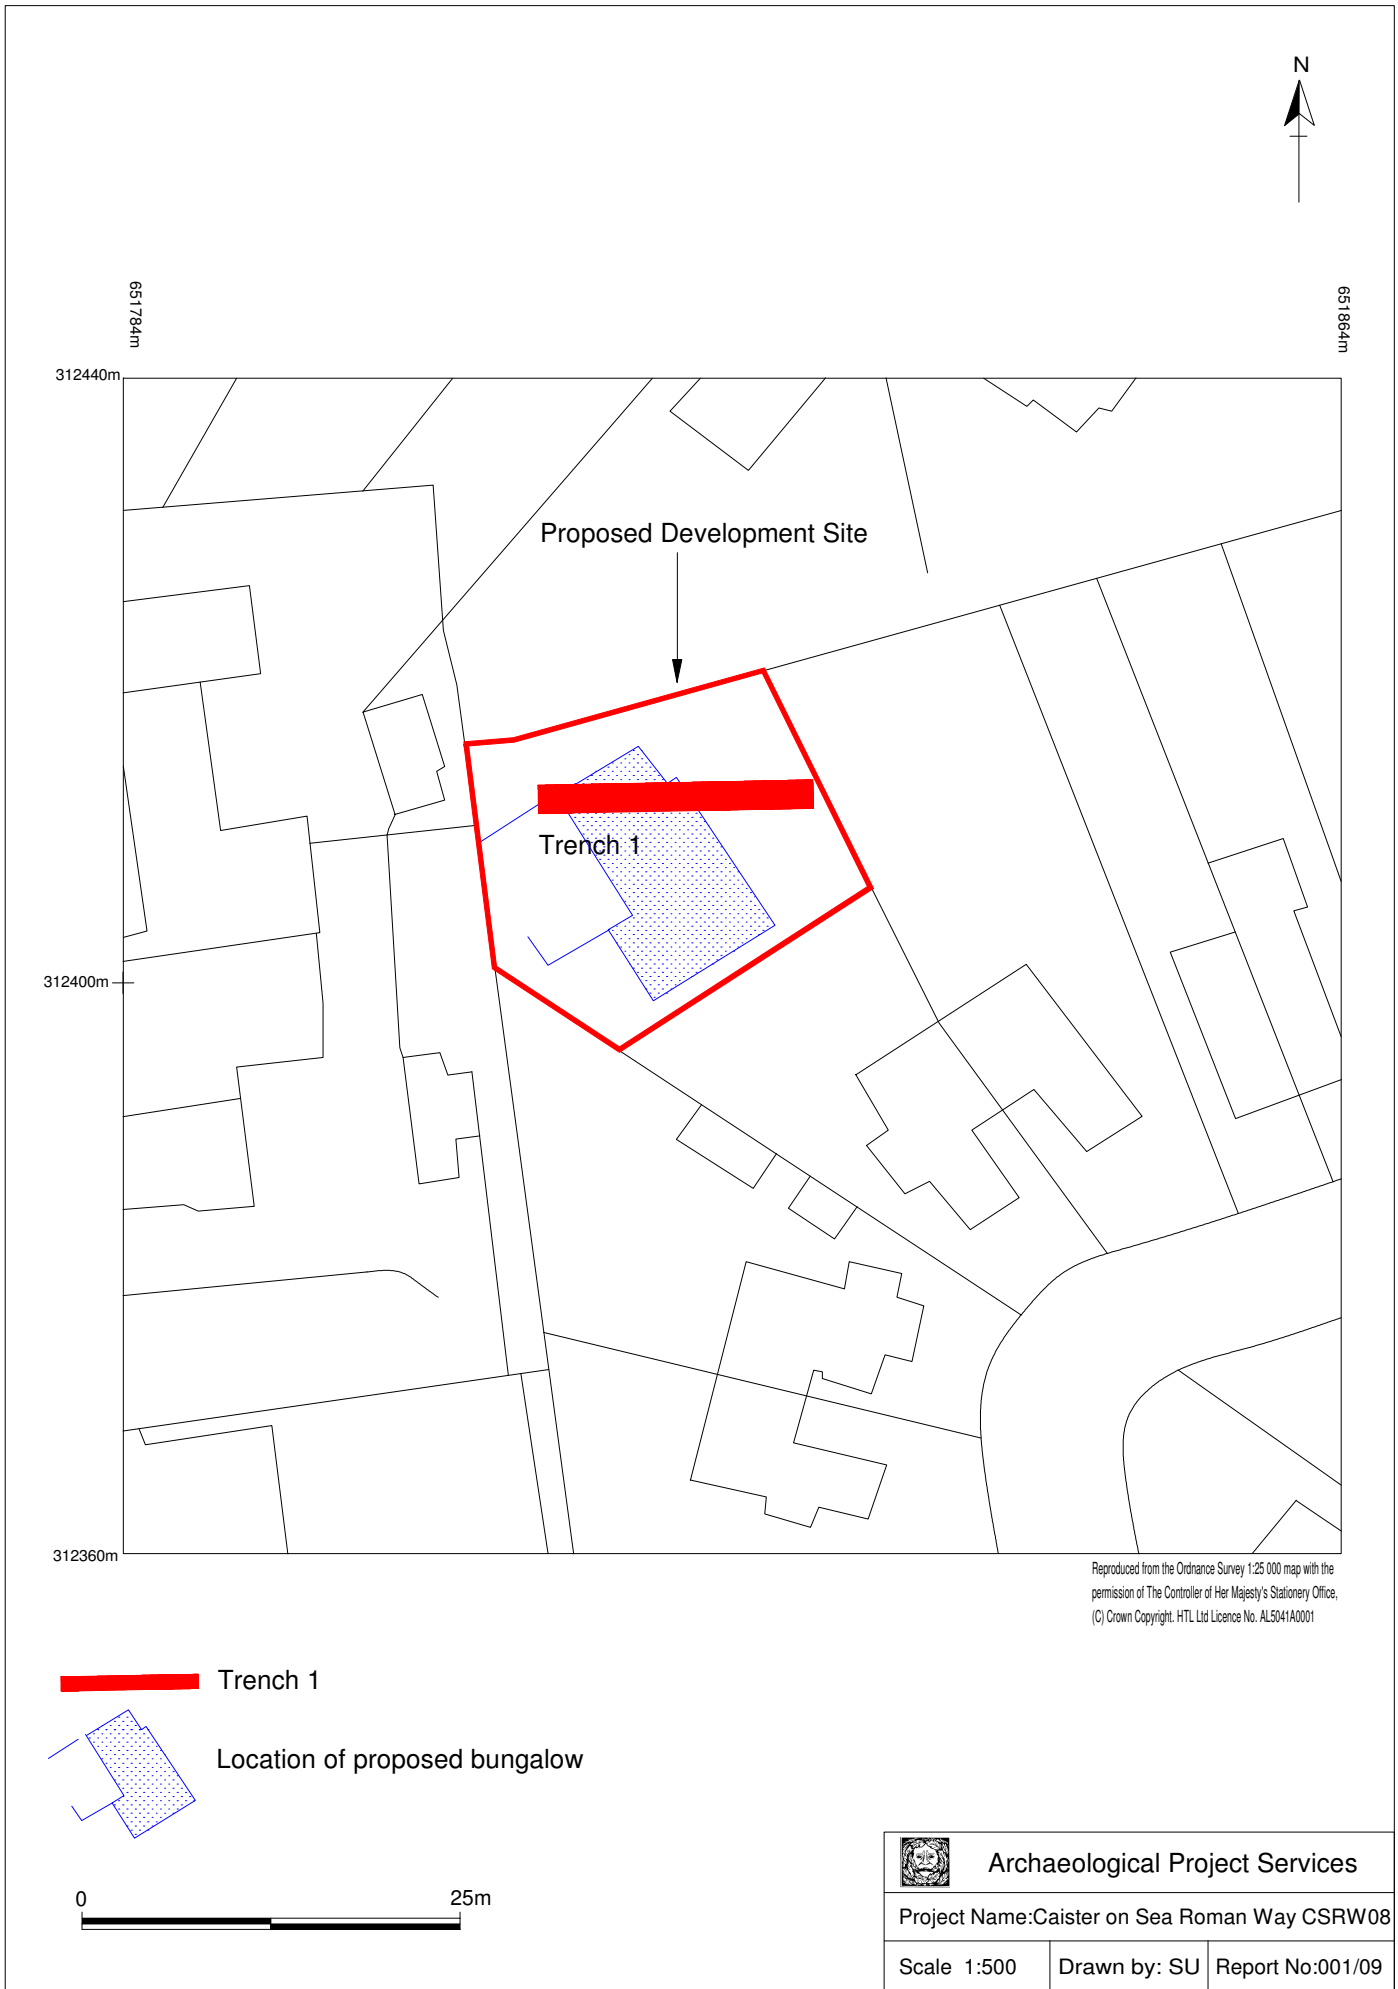 N
651784m
651864m
312440m
Proposed Development Site
Trench 1
312400m
312360m
Reproduced from the Ordnance Survey 1:25 000 map with the
permission of The Controller of Her Majesty's Stationery Office,
(C) Crown Copyright. HTL Ltd Licence No. AL5041A0001
Trench 1
Location of proposed bungalow
0 25m
Archaeological Project Services
Project Name:Caister on Sea Roman Way CSRW08
Scale 1:500 Drawn by: SU Report No:001/09